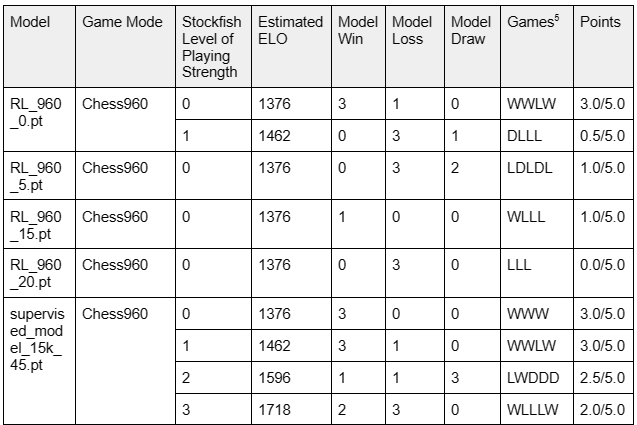 Model Game Mode Stockfish Level of Playing Strength Estimated ELO Model Win Model Loss Model Draw Games5 Points
RL_960_0.pt Chess960 0 1376 3 1 0 WWLW 3.0/5.0
1 1462 0 3 1 DLLL 0.5/5.0
RL_960_5.pt Chess960 0 1376 0 3 2 LDLDL 1.0/5.0
RL_960_15.pt Chess960 0 1376 1 0 0 WLLL 1.0/5.0
RL_960_20.pt Chess960 0 1376 0 3 0 LLL 0.0/5.0
supervised_model_15k_45.pt Chess960 0 1376 3 0 0 WWW 3.0/5.0
1 1462 3 1 0 WWLW 3.0/5.0
2 1596 1 1 3 LWDDD 2.5/5.0
3 1718 2 3 0 WLLLW 2.0/5.0